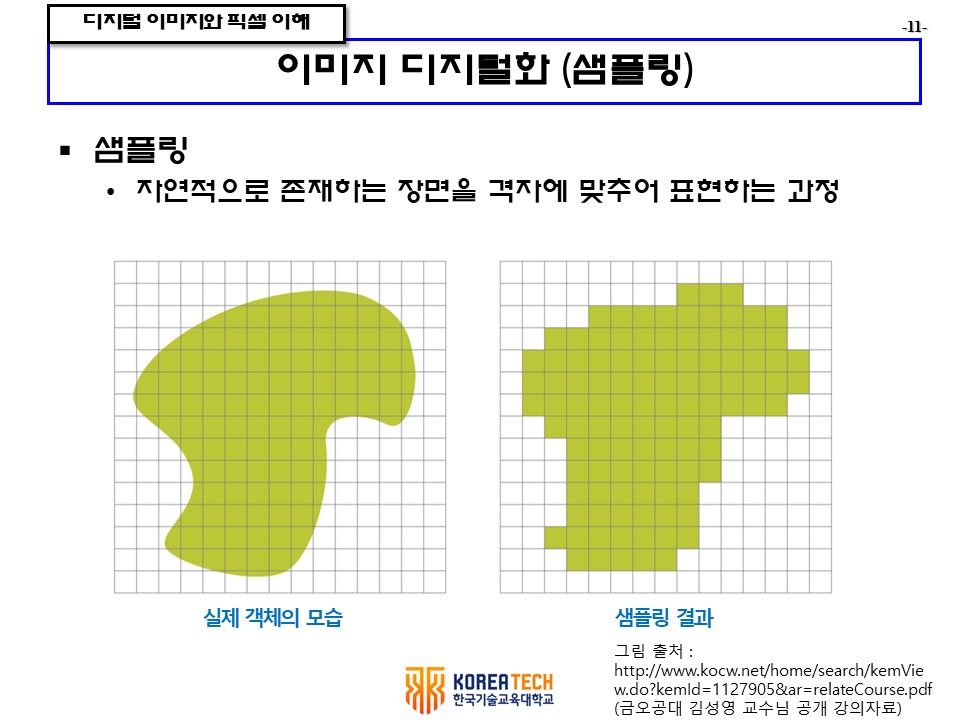 디지털 이미지와 픽셀 이해
-11-
이미지 디지털화 (샘플링)
▪ 샘플링
• 자연적으로 존재하는 장면을 격자에 맞추어 표현하는 과정
실제 객체의 모습
샘플링 결과
그림 출처 :
http://www.kocw.net/home/search/kemVie
w.do?kemId=1127905&ar=relateCourse.pdf
(금오공대 김성영 교수님 공개 강의자료)
KOREATECH
한국기술교육대학교